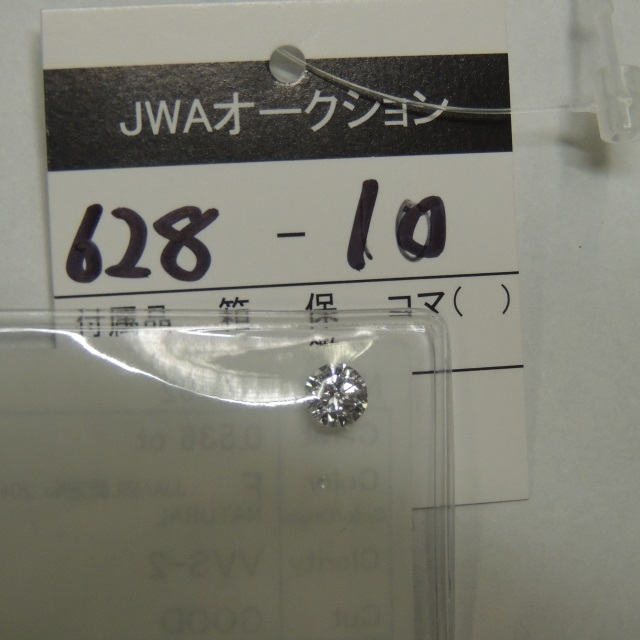 JWAオークション
628 - 10
付属品 箱 保 コマ( )
0.538 ct
Color
Clarity VVS-2
Cut GOOD